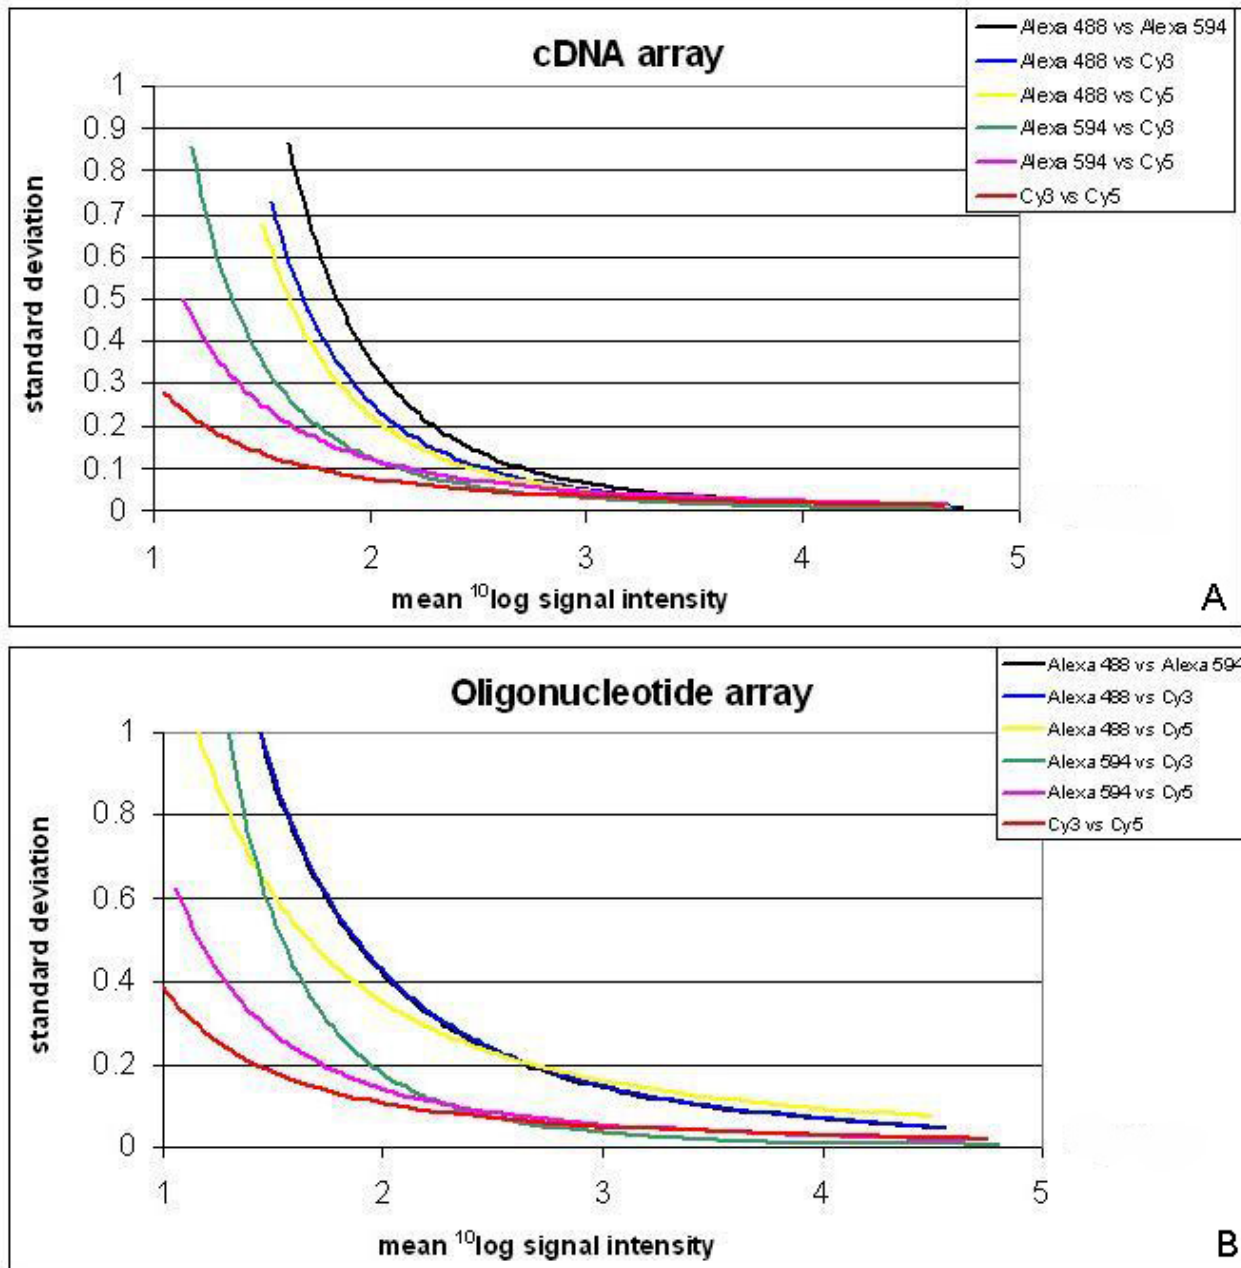 cDNA array
Alexa 488 vs Alexa 594
Alexa 488 vs Cy3
Alexa 488 vs Cy5
Alexa 594 vs Cy3
Alexa 594 vs Cy5
Cy3 vs Cy5
standard deviation
1
0.9
0.8
0.7
0.6
0.5
0.4
0.3
0.2
0.1
0
1 2 3 4 5
mean ¹⁰log signal intensity
A
Oligonucleotide array
Alexa 488 vs Alexa 594
Alexa 488 vs Cy3
Alexa 488 vs Cy5
Alexa 594 vs Cy3
Alexa 594 vs Cy5
Cy3 vs Cy5
standard deviation
1
0.8
0.6
0.4
0.2
0
1 2 3 4 5
mean ¹⁰log signal intensity
B